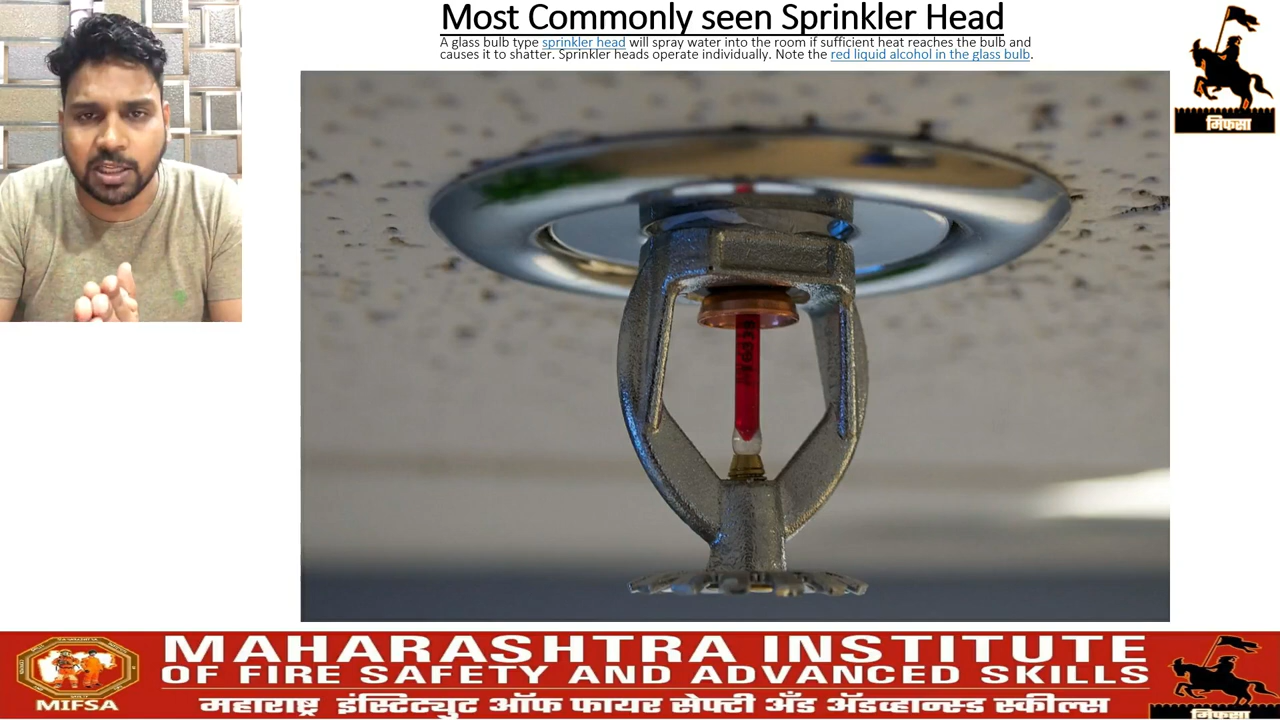 Most Commonly seen Sprinkler Head
A glass bulb type sprinkler head will spray water into the room if sufficient heat reaches the bulb and
causes it to shatter. Sprinkler heads operate individually. Note the red liquid alcohol in the glass bulb.
मिफसा
MAHARASHTRA INSTITUTE
OF FIRE SAFETY AND ADVANCED SKILLS
महाराष्ट्र इंस्टिट्युट ऑफ फायर सेफ्टी अँड ॲडव्हान्स्ड स्कील्स
MIFSA
मिफसा